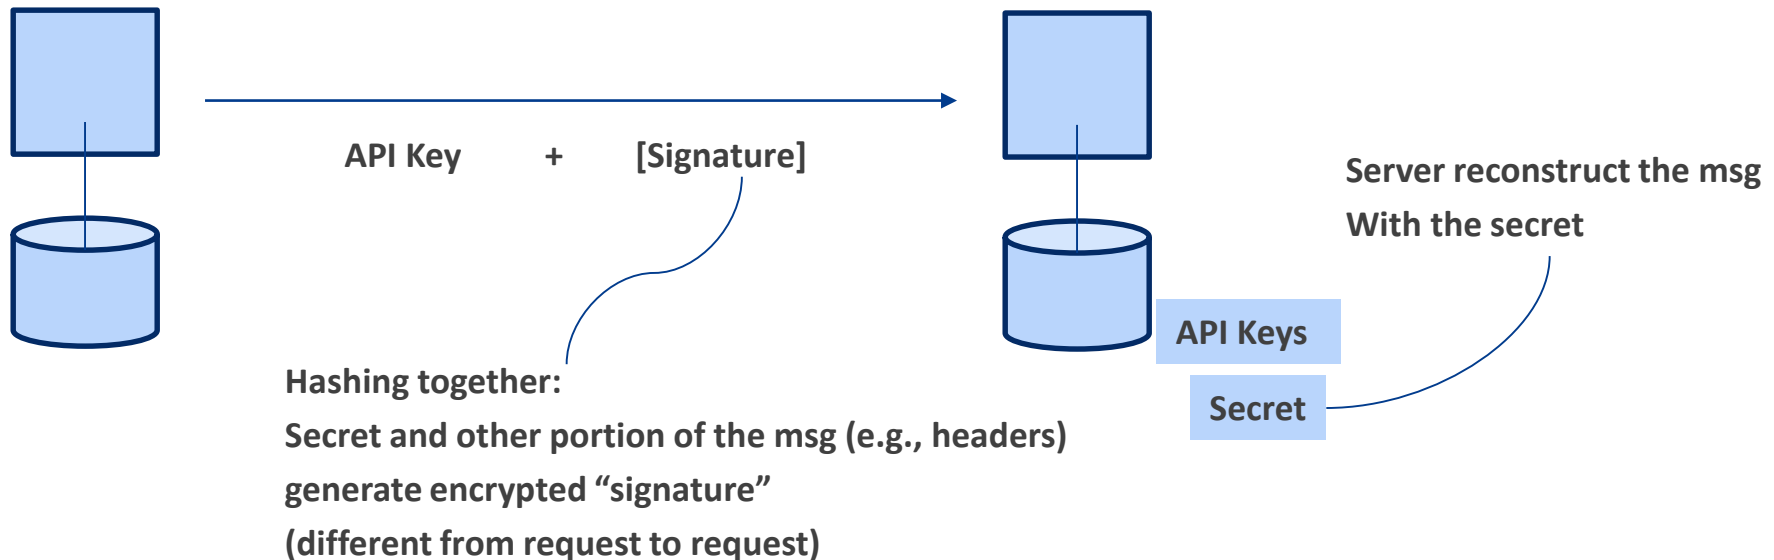 API Key + [Signature]
Server reconstruct the msg
With the secret
API Keys
Secret
Hashing together:
Secret and other portion of the msg (e.g., headers)
generate encrypted “signature”
(different from request to request)